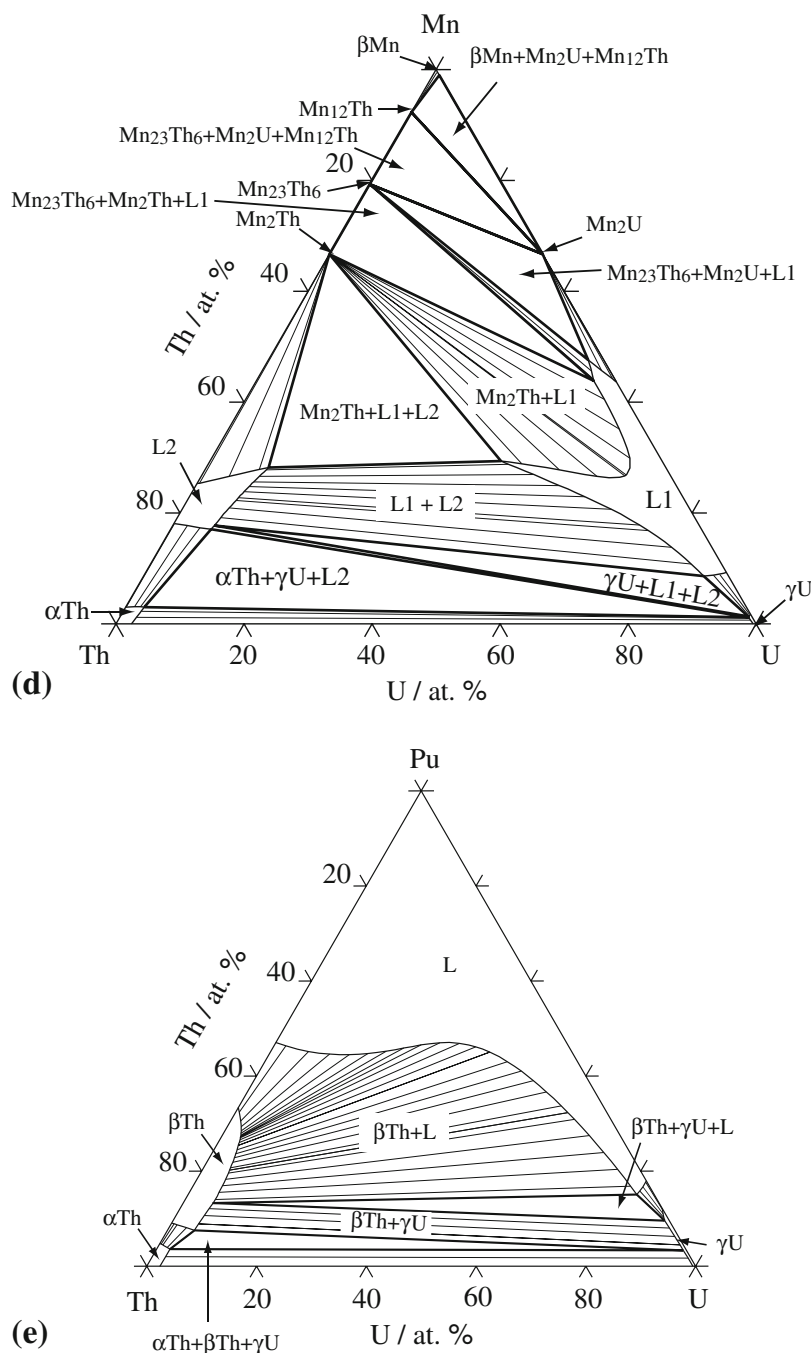 Mn
βMn
βMn+Mn2U+Mn12Th
Mn12Th
Mn23Th6+Mn2U+Mn12Th
20
Mn23Th6
Mn23Th6+Mn2Th+L1
Mn2Th
Mn2U
Mn23Th6+Mn2U+L1
40
Th / at. %
60
Mn2Th+L1+L2
Mn2Th+L1
L2
80
L1 + L2
L1
αTh+γU+L2
γU+L1+L2
γU
αTh
Th
20
40
60
80
U
(d)
U / at. %
Pu
20
L
40
Th / at. %
60
βTh
βTh+L
βTh+γU+L
80
αTh
βTh+γU
γU
Th
20
40
60
80
U
(e)
αTh+βTh+γU
U / at. %